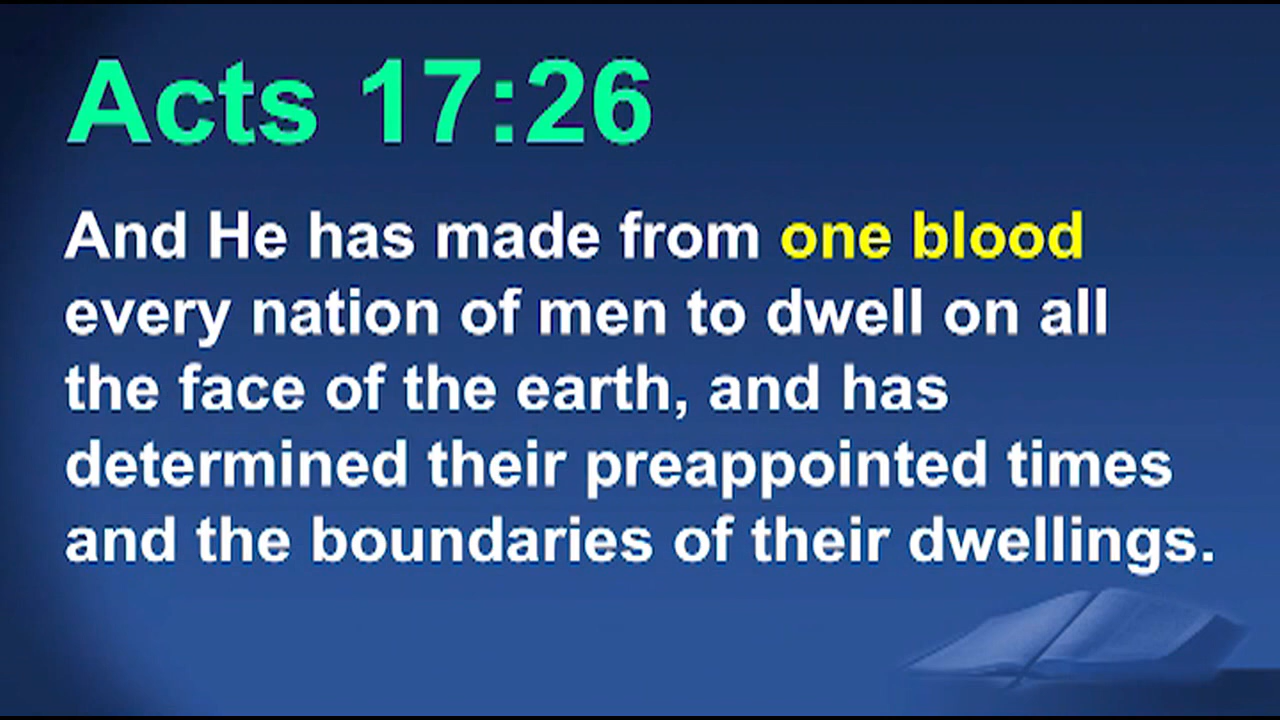 Acts 17:26
And He has made from one blood
every nation of men to dwell on all
the face of the earth, and has
determined their preappointed times
and the boundaries of their dwellings.